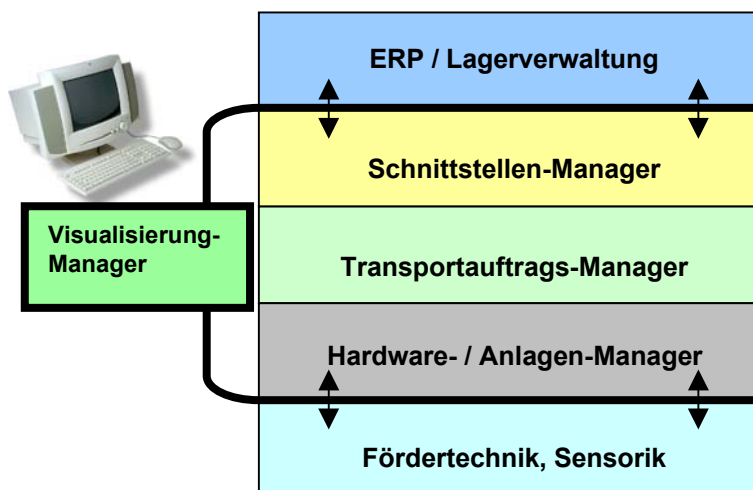 ERP / Lagerverwaltung
Schnittstellen-Manager
Visualisierung-
Manager
Transportauftrags-Manager
Hardware- / Anlagen-Manager
Fördertechnik, Sensorik